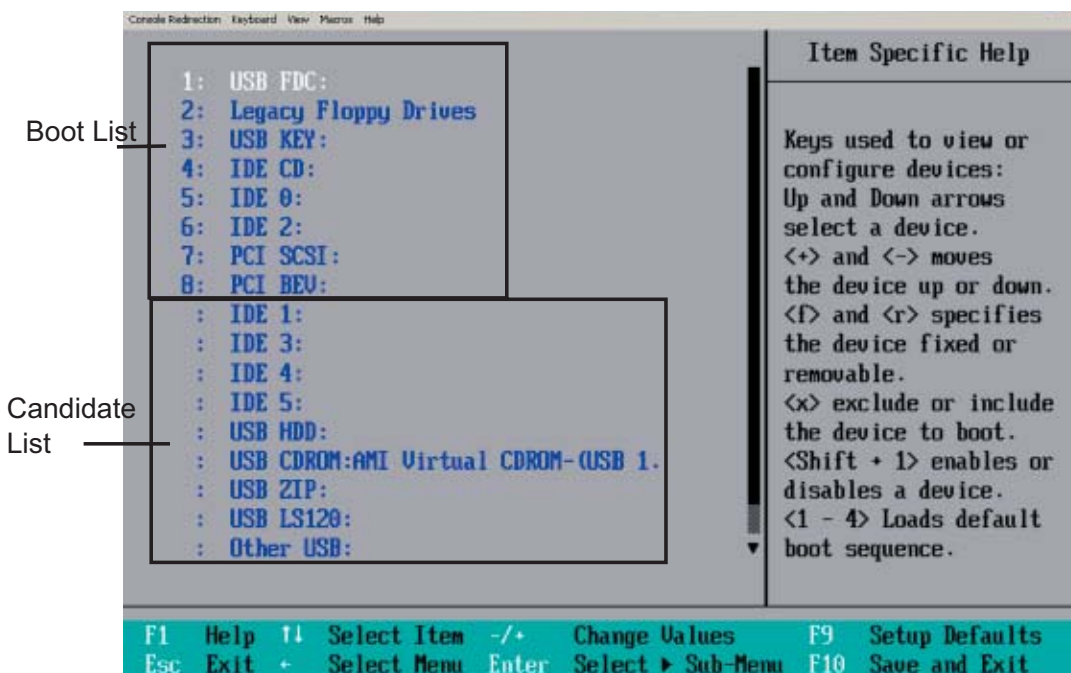 Console Redirection Keyboard View Macros Help
Boot List
1: USB FDC:
2: Legacy Floppy Drives
3: USB KEY:
4: IDE CD:
5: IDE 0:
6: IDE 2:
7: PCI SCSI:
8: PCI BEV:
Candidate
List
: IDE 1:
: IDE 3:
: IDE 4:
: IDE 5:
: USB HDD:
: USB CDROM:AMI Virtual CDROM-(USB 1.
: USB ZIP:
: USB LS120:
: Other USB:
Item Specific Help
Keys used to view or
configure devices:
Up and Down arrows
select a device.
<+> and <-> moves
the device up or down.
<f> and <r> specifies
the device fixed or
removable.
<x> exclude or include
the device to boot.
<Shift + 1> enables or
disables a device.
<1 - 4> Loads default
boot sequence.
F1 Help ↑↓ Select Item -/+ Change Values F9 Setup Defaults
Esc Exit ← Select Menu Enter Select ▶ Sub-Menu F10 Save and Exit